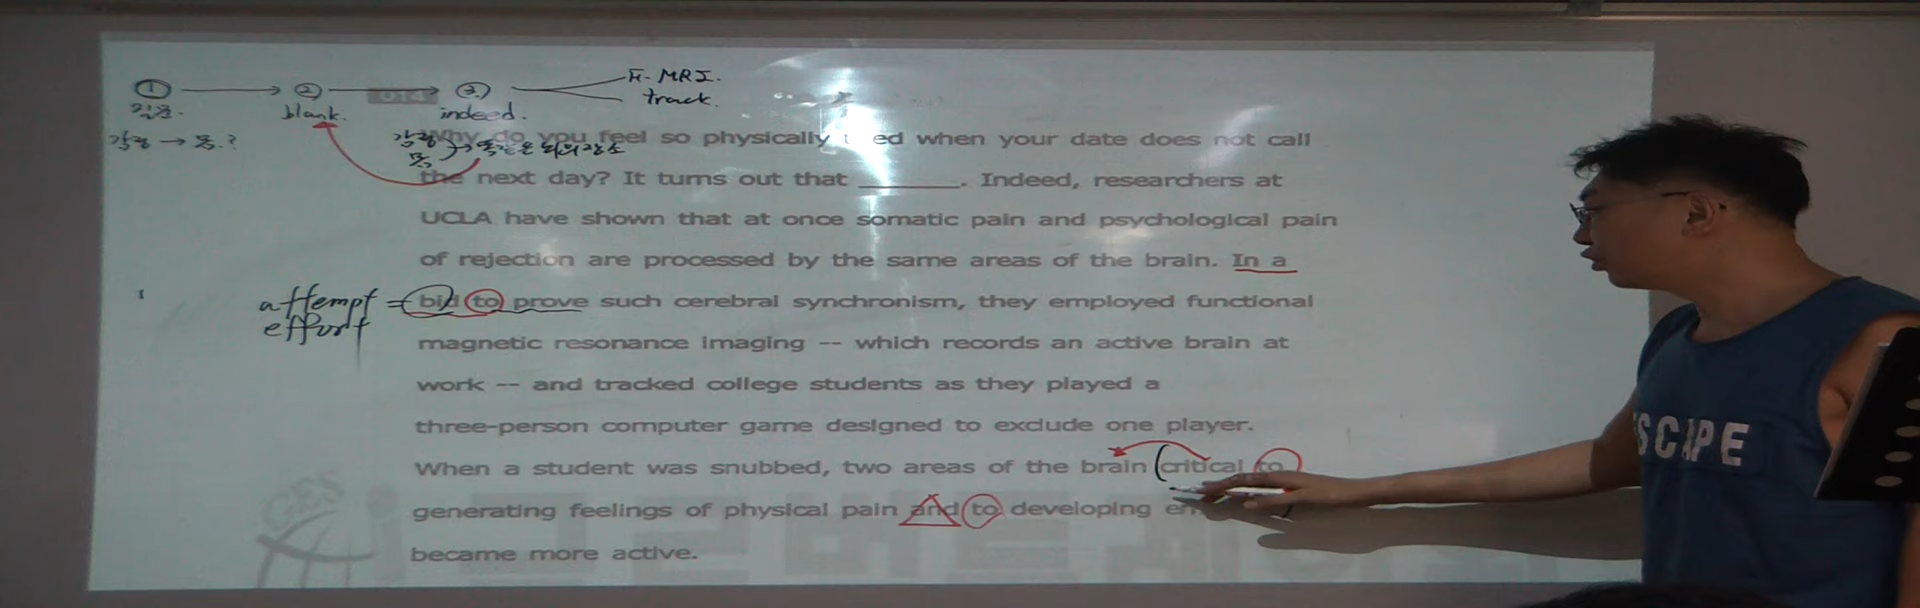 ① → ② → ③ f-MRI.
track.
blank. indeed.
Why do you feel so physically ed when your date does not call
the next day? It turns out that ______. Indeed, researchers at
UCLA have shown that at once somatic pain and psychological pain
of rejection are processed by the same areas of the brain. In a
attempt = bid to prove such cerebral synchronism, they employed functional
effort
magnetic resonance imaging -- which records an active brain at
work -- and tracked college students as they played a
three-person computer game designed to exclude one player.
When a student was snubbed, two areas of the brain (critical to
generating feelings of physical pain and to developing
became more active.
GES
SCAPE